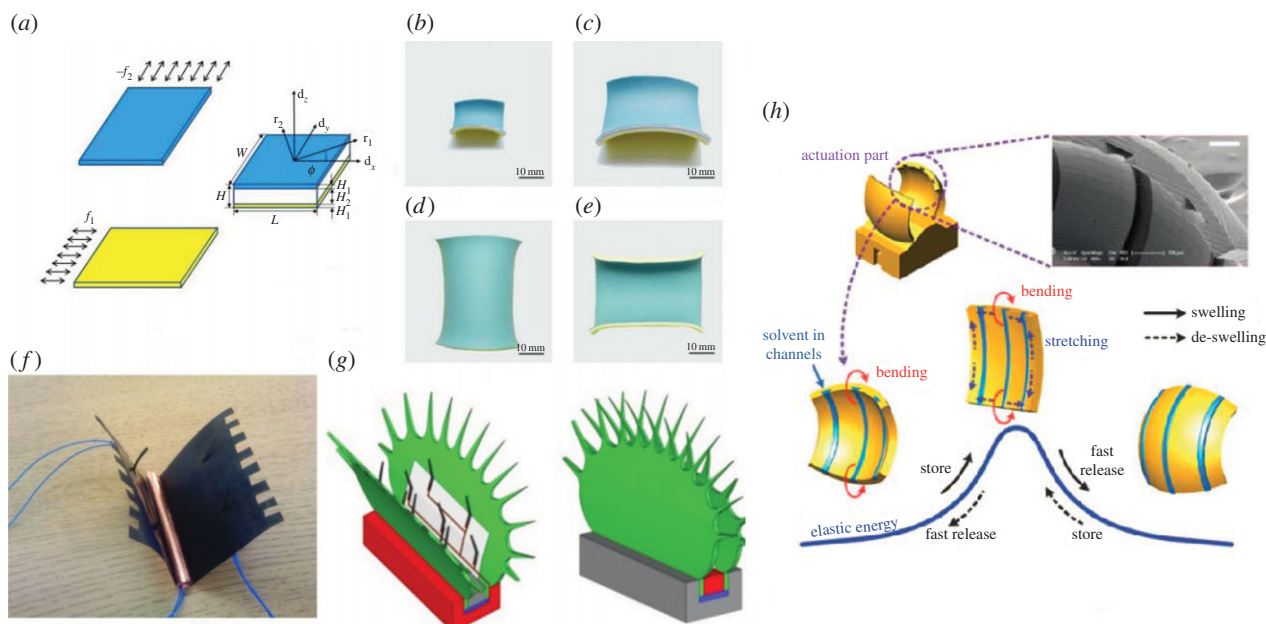 (a)
–f2
f1
W
H
L
r2
dz
dy
r1
ϕ
dx
H1
H2
H1
(b)
10 mm
(c)
10 mm
(d)
10 mm
(e)
10 mm
(f)
(g)
(h)
actuation part
solvent in
channels
bending
bending
stretching
swelling
de-swelling
store
fast
release
elastic energy
fast release
store